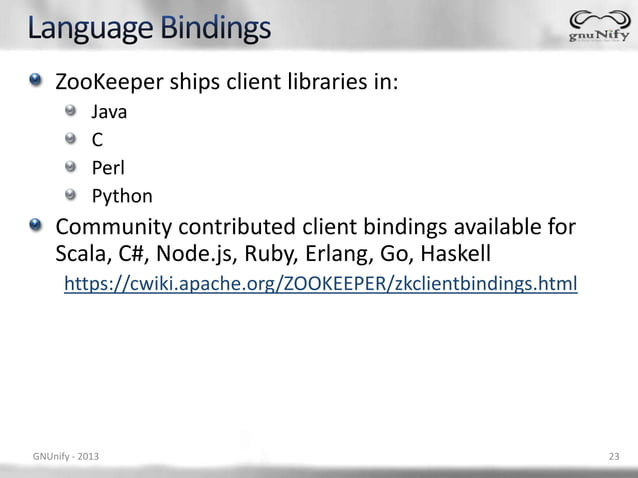 Language Bindings
gnuNify
ZooKeeper ships client libraries in:
Java
C
Perl
Python
Community contributed client bindings available for
Scala, C#, Node.js, Ruby, Erlang, Go, Haskell
https://cwiki.apache.org/ZOOKEEPER/zkclientbindings.html
GNUnify - 2013
23